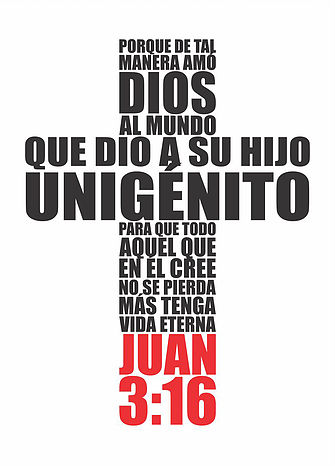 PORQUE DE TAL
MANERA AMÓ
DIOS
AL MUNDO
QUE DIO A SU HIJO
UNIGÉNITO
PARA QUE TODO
AQUEL QUE
EN ÉL CREE
NO SE PIERDA
MÁS TENGA
VIDA ETERNA
JUAN
3:16